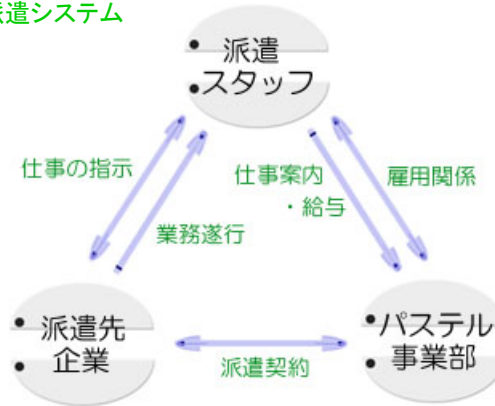 派遣システム
・派遣
・スタッフ
仕事の指示
業務遂行
仕事案内
・給与
雇用関係
・派遣先
・企業
派遣契約
・パステル
・事業部